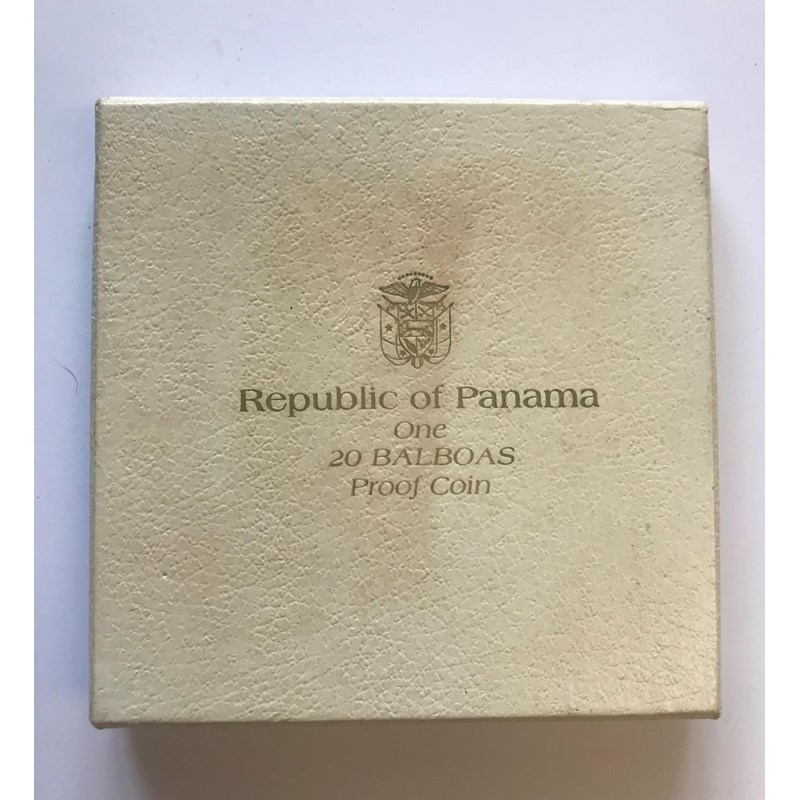 Republic of Panama
One
20 BALBOAS
Proof Coin